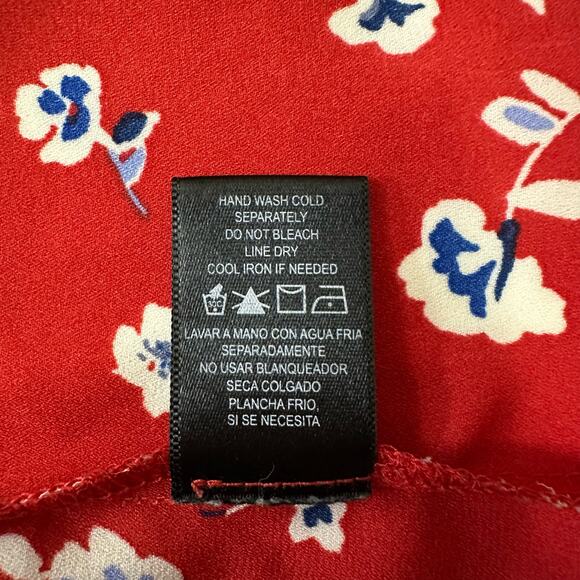 HAND WASH COLD
SEPARATELY
DO NOT BLEACH
LINE DRY
COOL IRON IF NEEDED
30C
LAVAR A MANO CON AGUA FRIA
SEPARADAMENTE
NO USAR BLANQUEADOR
SECA COLGADO
PLANCHA FRIO,
SI SE NECESITA